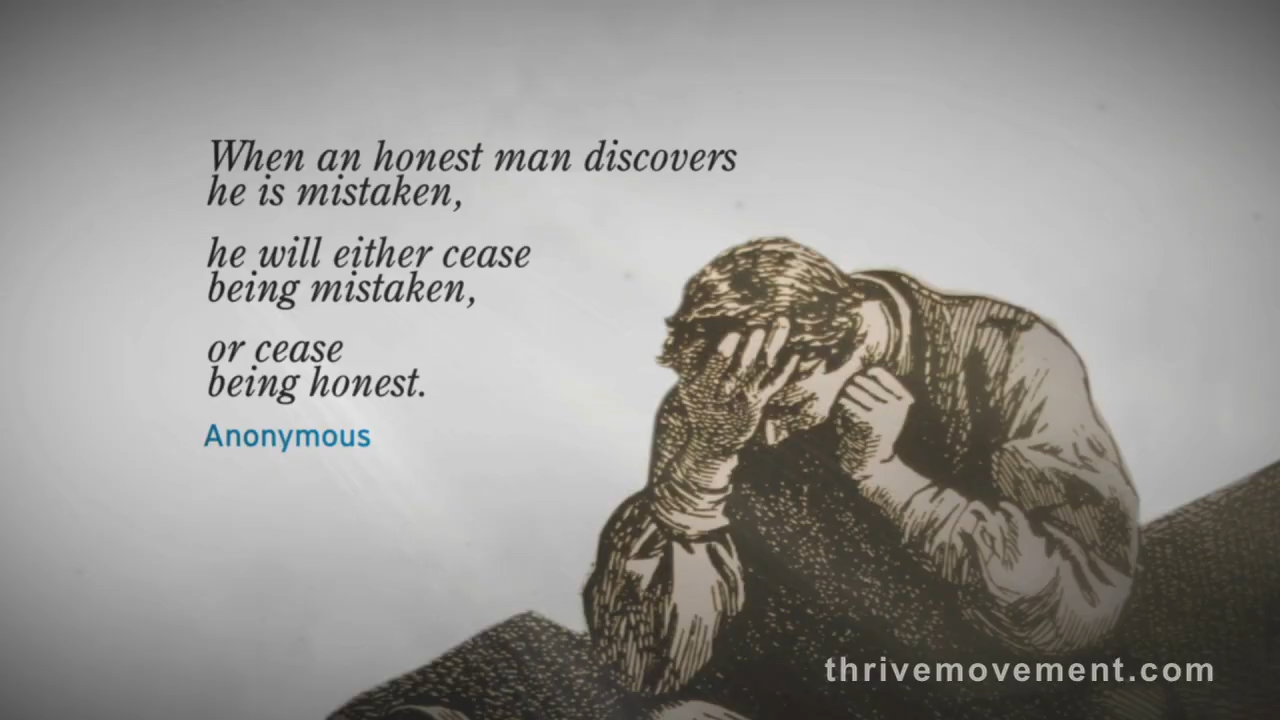 When an honest man discovers
he is mistaken,
he will either cease
being mistaken,
or cease
being honest.
Anonymous
thrivemovement.com